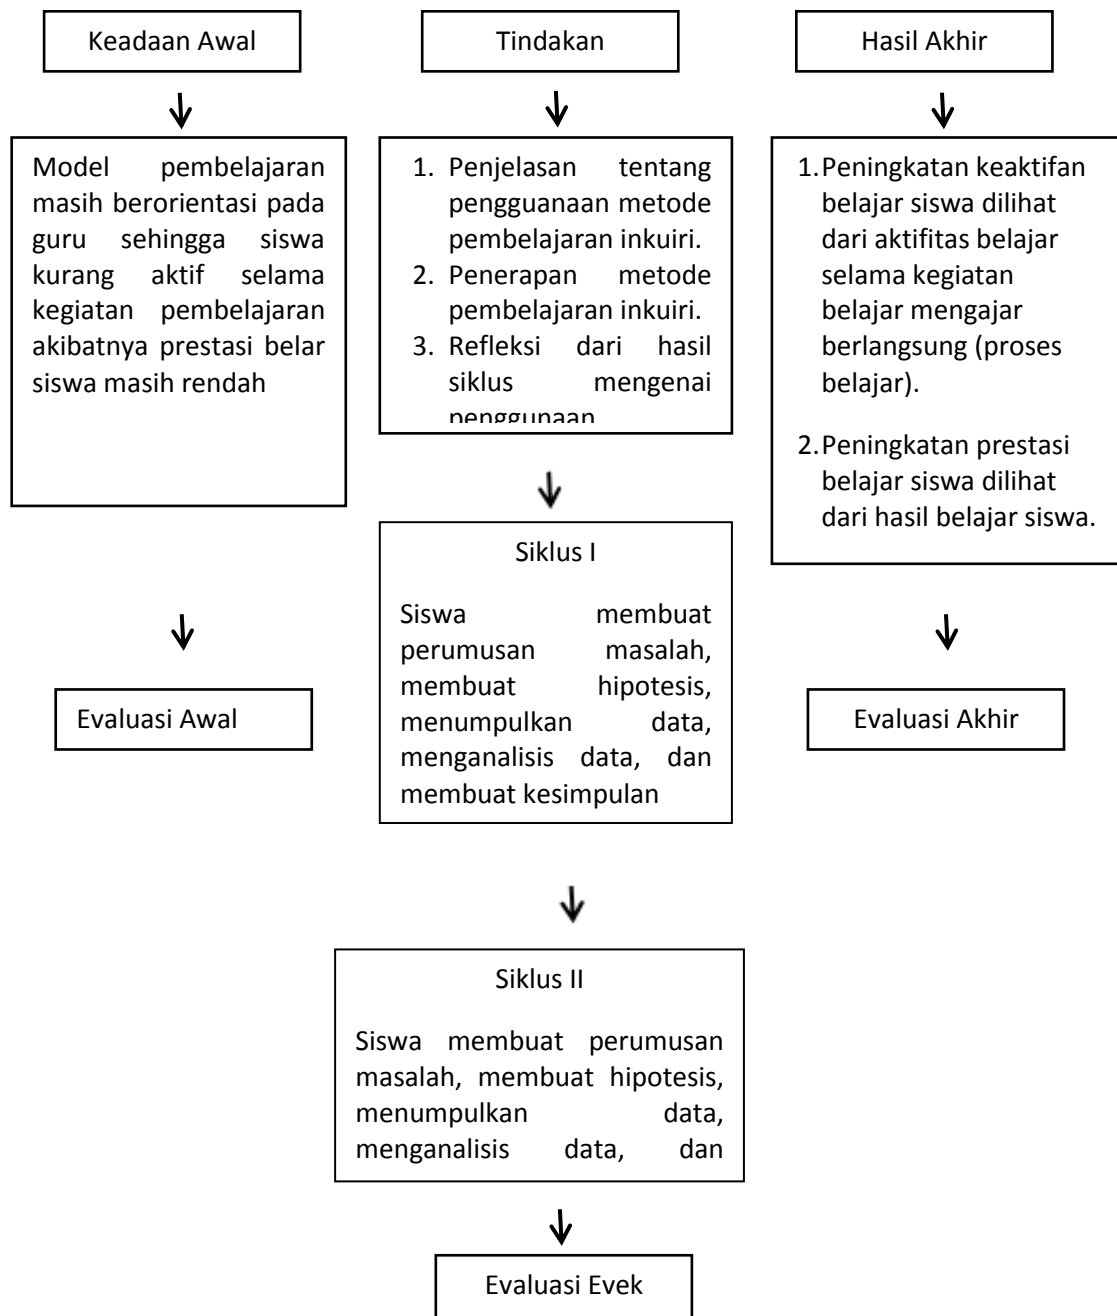 Keadaan Awal
Tindakan
Hasil Akhir
Model pembelajaran
masih berorientasi pada
guru sehingga siswa
kurang aktif selama
kegiatan pembelajaran
akibatnya prestasi belar
siswa masih rendah
1. Penjelasan tentang
pengguanaan metode
pembelajaran inkuiri.
2. Penerapan metode
pembelajaran inkuiri.
3. Refleksi dari hasil
siklus mengenai
penggunaan
1. Peningkatan keaktifan
belajar siswa dilihat
dari aktifitas belajar
selama kegiatan
belajar mengajar
berlangsung (proses
belajar).
2. Peningkatan prestasi
belajar siswa dilihat
dari hasil belajar siswa.
Siklus I
Siswa membuat
perumusan masalah,
membuat hipotesis,
menumpulkan data,
menganalisis data, dan
membuat kesimpulan
Evaluasi Awal
Evaluasi Akhir
Siklus II
Siswa membuat perumusan
masalah, membuat hipotesis,
menumpulkan data,
menganalisis data, dan
Evaluasi Evek